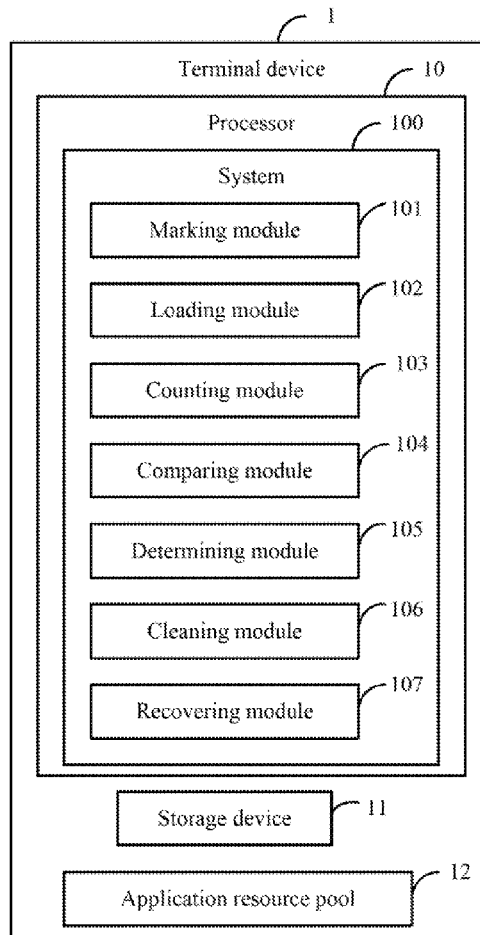 1
Terminal device
10
Processor
100
System
101
Marking module
102
Loading module
103
Counting module
104
Comparing module
105
Determining module
106
Cleaning module
107
Recovering module
11
Storage device
12
Application resource pool